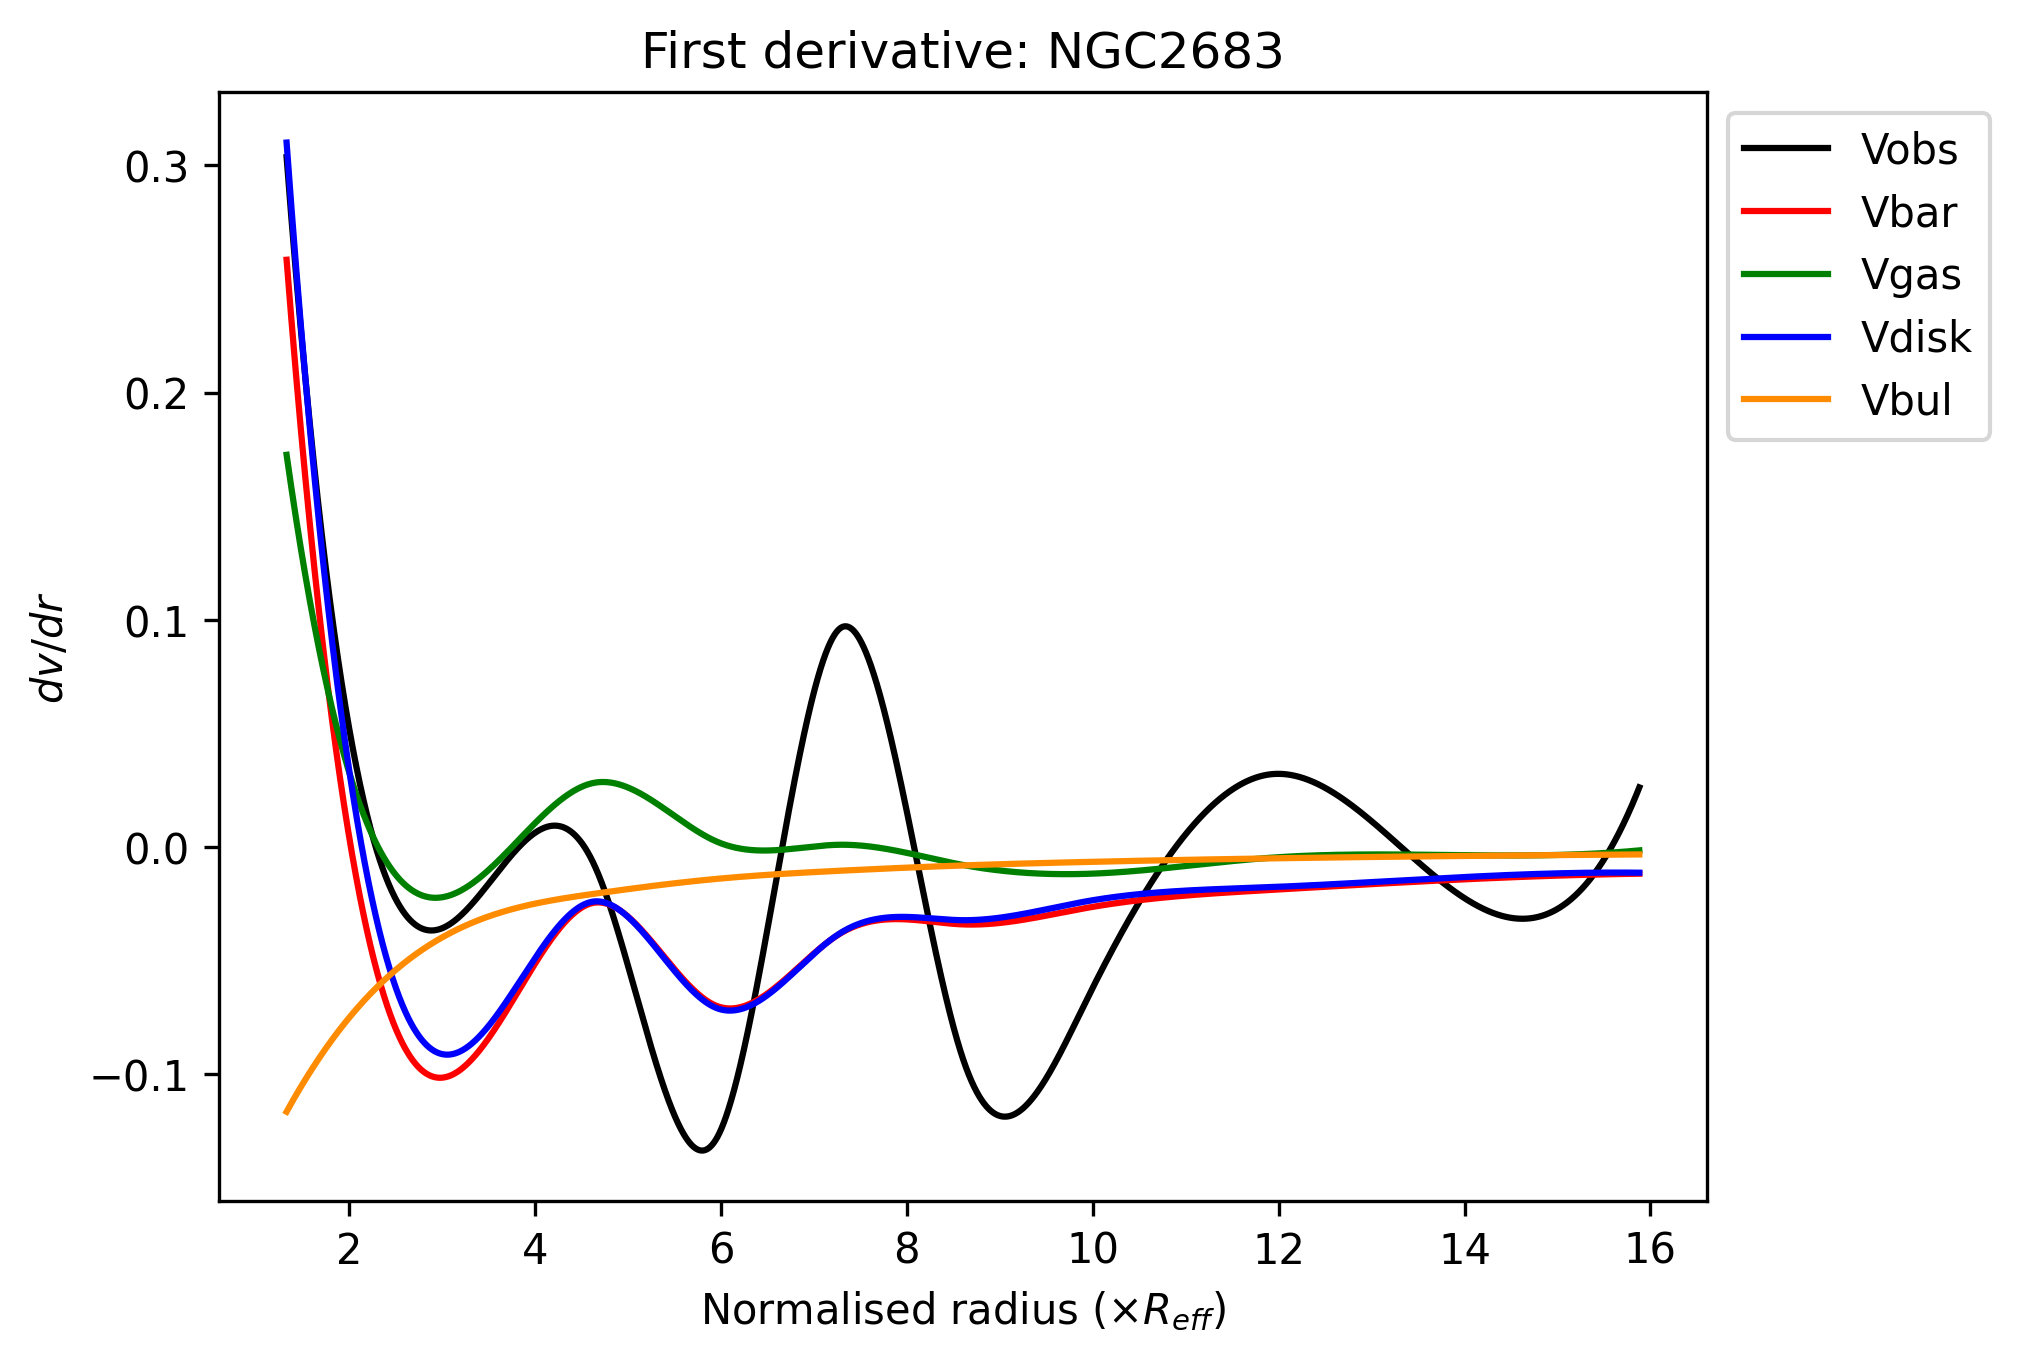 First derivative: NGC2683
0.3
0.2
0.1
0.0
−0.1
dv/dr
2 4 6 8 10 12 14 16
Normalised radius (×R_eff)
Vobs
Vbar
Vgas
Vdisk
Vbul